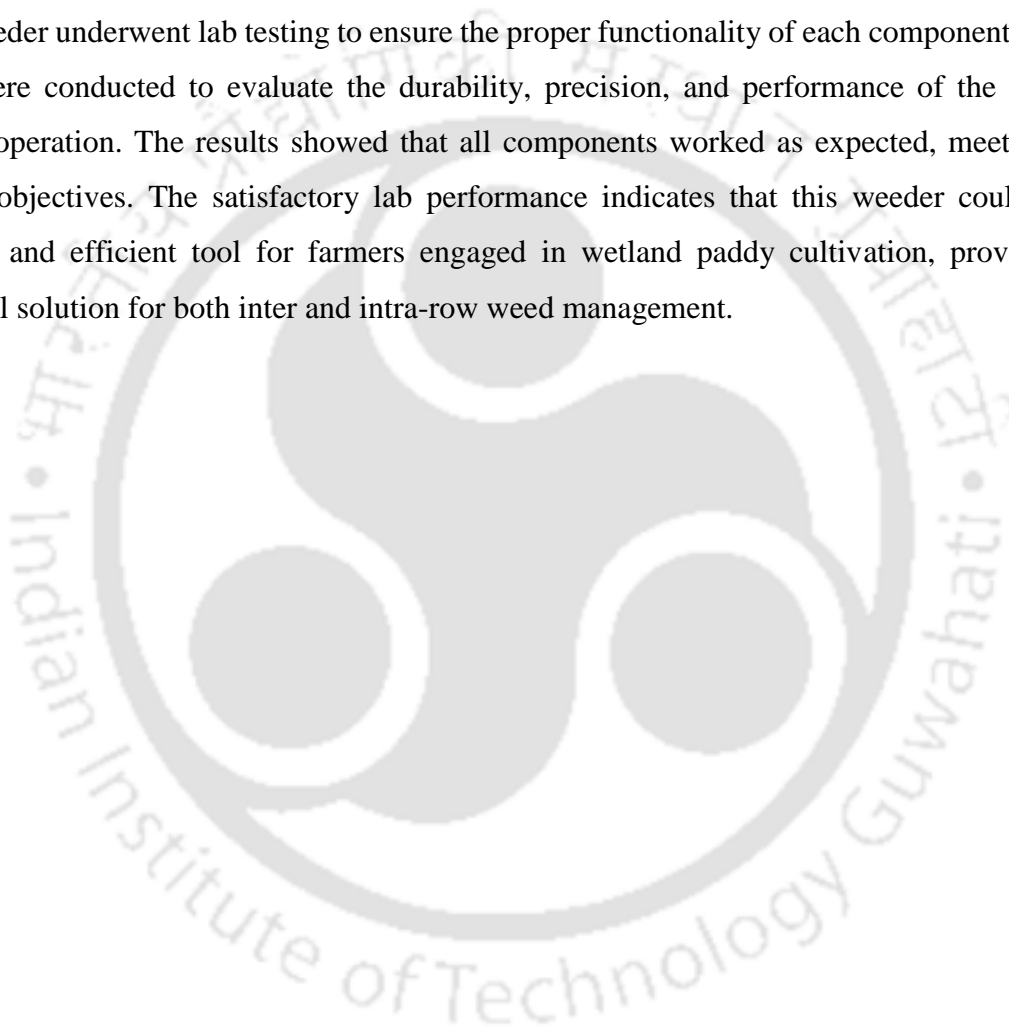 eder underwent lab testing to ensure the proper functionality of each component
ere conducted to evaluate the durability, precision, and performance of the
operation. The results showed that all components worked as expected, meet
objectives. The satisfactory lab performance indicates that this weeder coul
and efficient tool for farmers engaged in wetland paddy cultivation, prov
l solution for both inter and intra-row weed management.
Indian Institute of Technology Guwahati